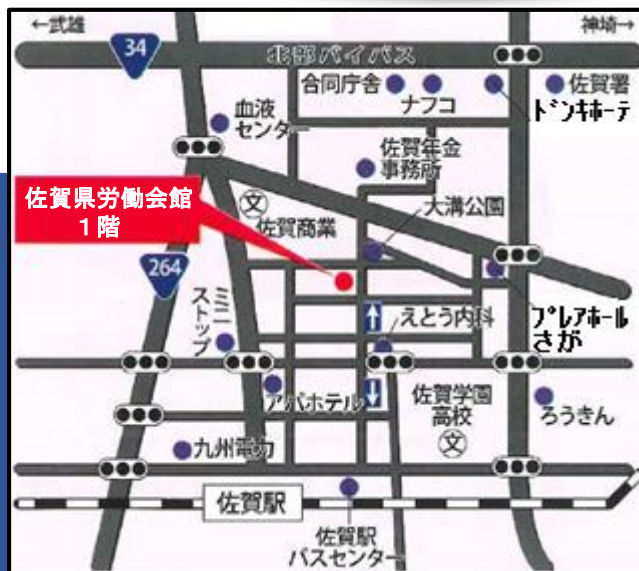 ←武雄
神埼→
34
北部バイパス
合同庁舎
ナフコ
佐賀署
ドンキホーテ
血液
センター
佐賀年金
事務所
佐賀県労働会館
1階
文
佐賀商業
大溝公園
264
ミニ
ストップ
えとう内科
プレアホール
さが
アパホテル
佐賀学園
高校
文
ろうきん
九州電力
佐賀駅
佐賀駅
バスセンター